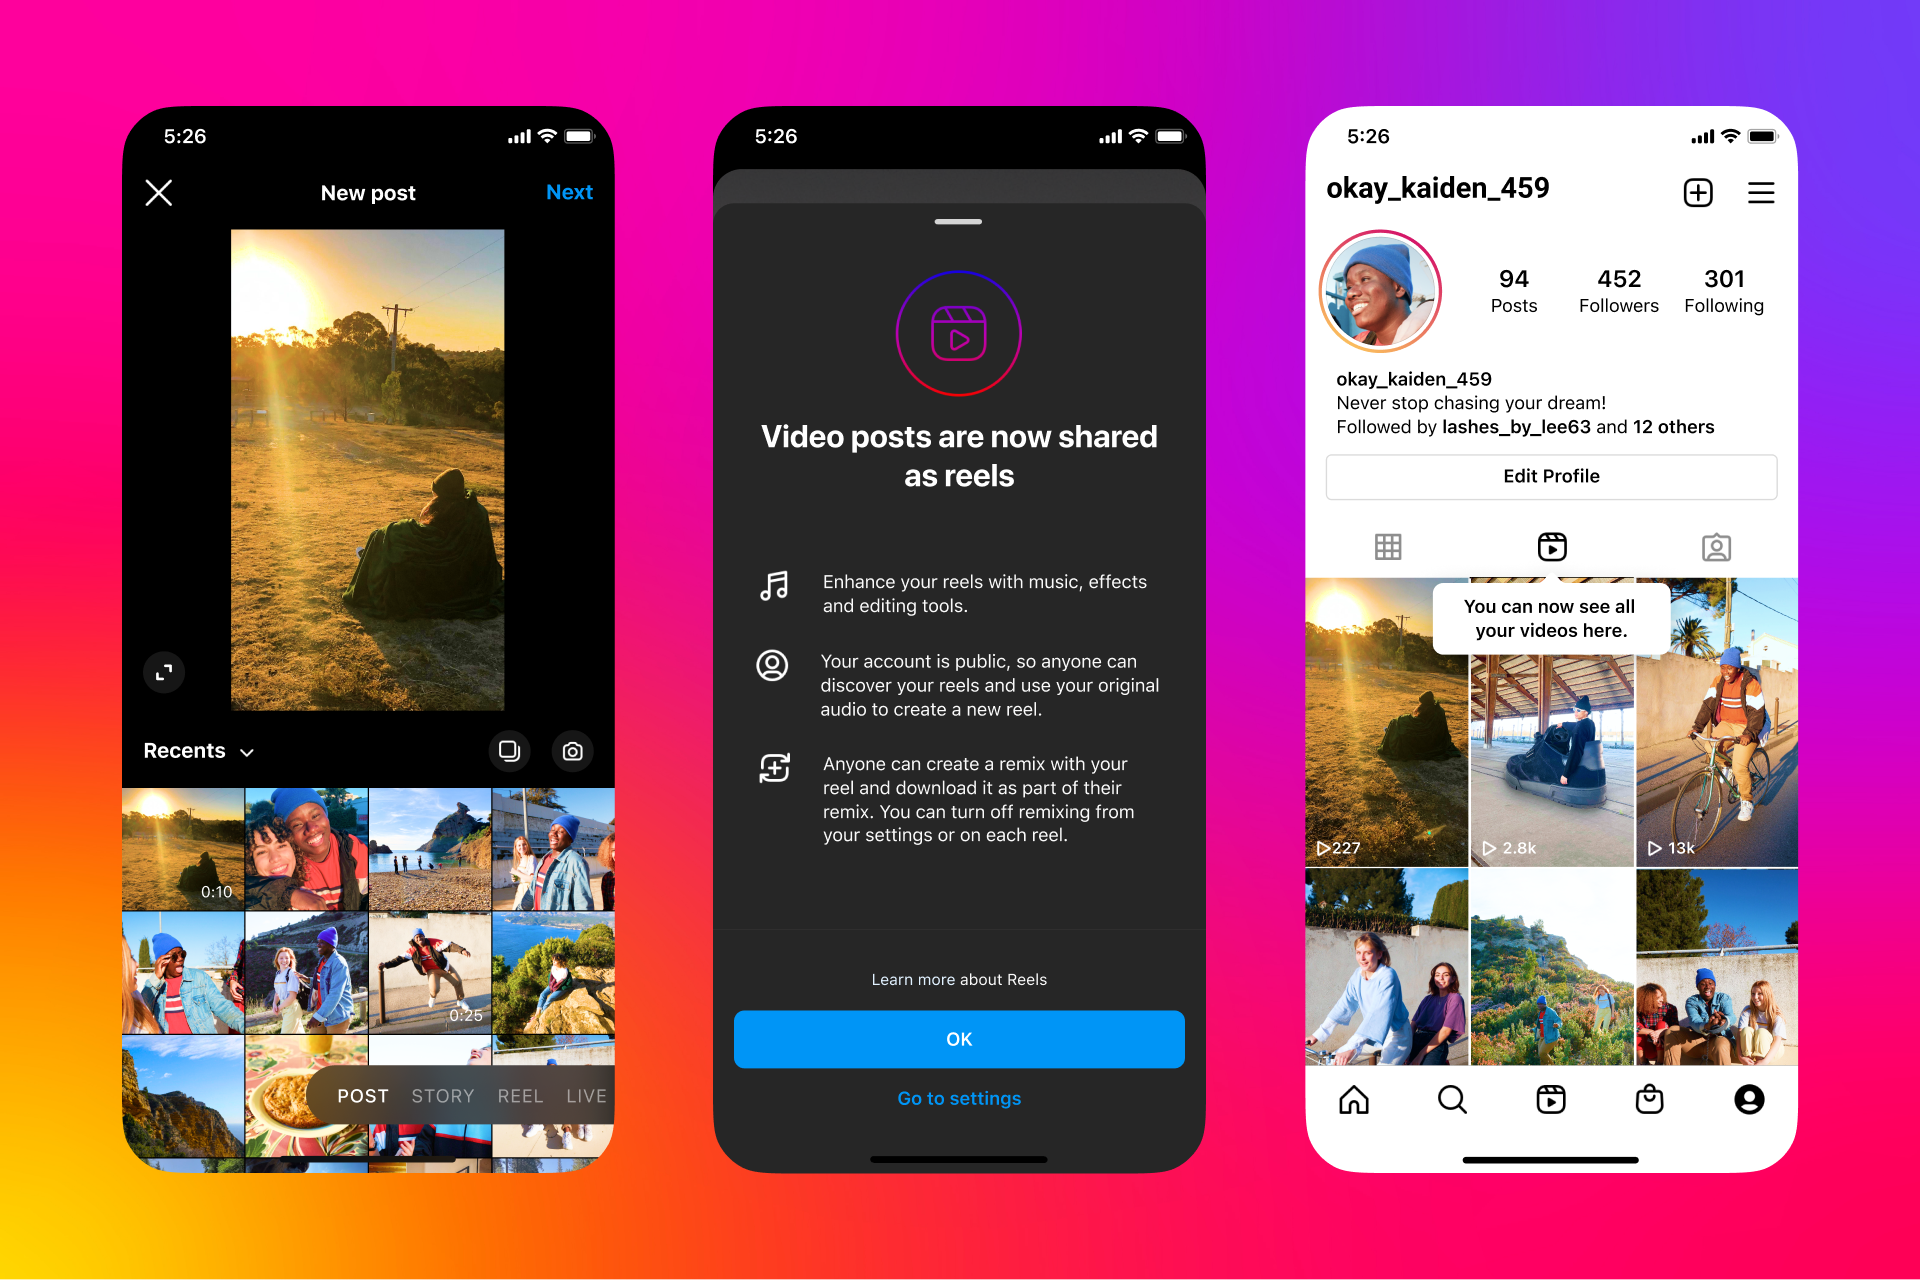 5:26
New post
Next
Recents
0:10
0:25
POST STORY REEL LIVE
5:26
Video posts are now shared
as reels
Enhance your reels with music, effects
and editing tools.
Your account is public, so anyone can
discover your reels and use your original
audio to create a new reel.
Anyone can create a remix with your
reel and download it as part of their
remix. You can turn off remixing from
your settings or on each reel.
Learn more about Reels
OK
Go to settings
5:26
okay_kaiden_459
94 452 301
Posts Followers Following
okay_kaiden_459
Never stop chasing your dream!
Followed by lashes_by_lee63 and 12 others
Edit Profile
You can now see all
your videos here.
227 2.8k 13k